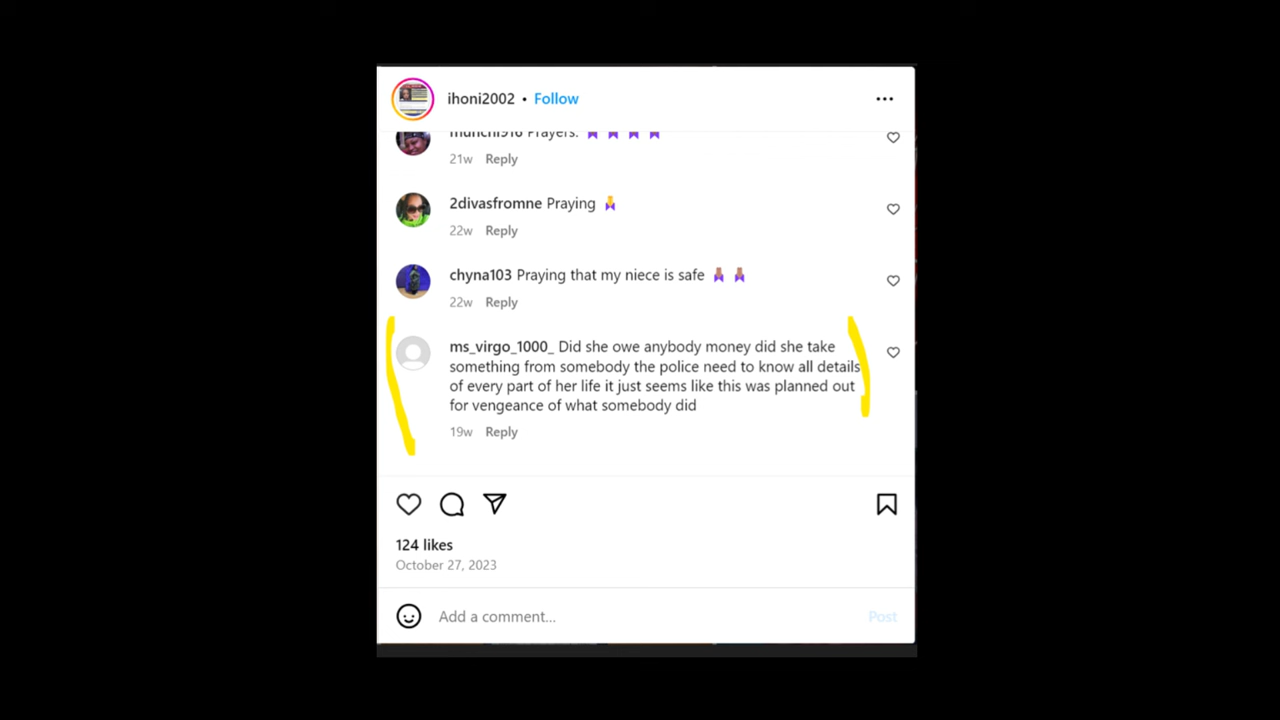 ihoni2002 • Follow
munchi916 Prayers.
21w Reply
2divasfromne Praying
22w Reply
chyna103 Praying that my niece is safe
22w Reply
ms_virgo_1000_ Did she owe anybody money did she take
something from somebody the police need to know all details
of every part of her life it just seems like this was planned out
for vengeance of what somebody did
19w Reply
124 likes
October 27, 2023
Add a comment...
Post